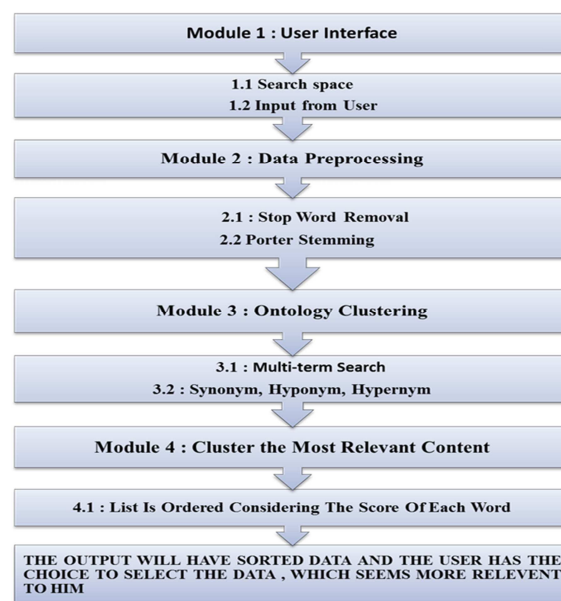 Module 1 : User Interface
1.1 Search space
1.2 Input from User
Module 2 : Data Preprocessing
2.1 : Stop Word Removal
2.2 Porter Stemming
Module 3 : Ontology Clustering
3.1 : Multi-term Search
3.2 : Synonym, Hyponym, Hypernym
Module 4 : Cluster the Most Relevant Content
4.1 : List Is Ordered Considering The Score Of Each Word
THE OUTPUT WILL HAVE SORTED DATA AND THE USER HAS THE
CHOICE TO SELECT THE DATA , WHICH SEEMS MORE RELEVENT
TO HIM